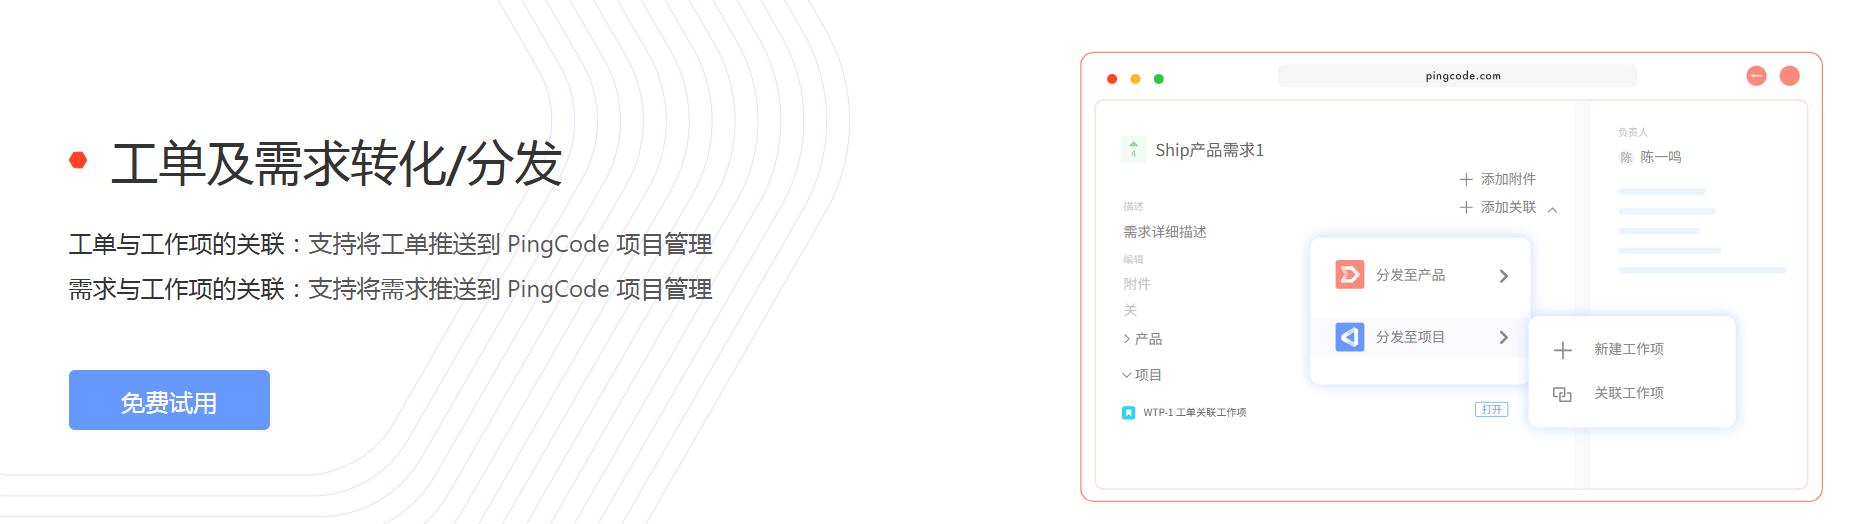 工单及需求转化/分发
工单与工作项的关联：支持将工单推送到 PingCode 项目管理
需求与工作项的关联：支持将需求推送到 PingCode 项目管理
免费试用
pingcode.com
4
Ship产品需求1
添加附件
添加关联
描述
需求详细描述
编辑
附件
关
产品
项目
WTP-1 工单关联工作项
打开
分发至产品
分发至项目
新建工作项
关联工作项
负责人
陈 陈一鸣